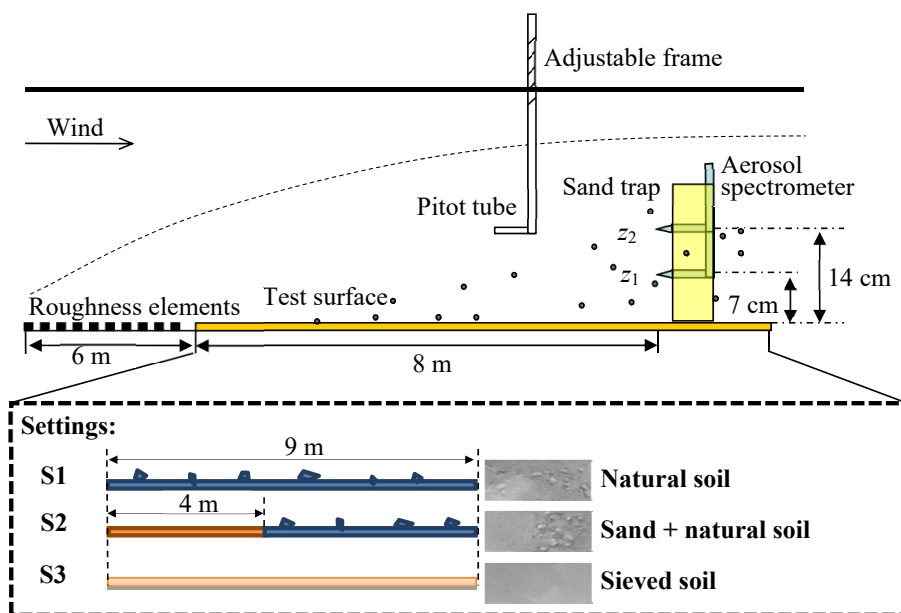 Adjustable frame
Wind
Aerosol
spectrometer
Sand trap
Pitot tube
z2
z1
14 cm
7 cm
Roughness elements
Test surface
6 m
8 m
Settings:
9 m
S1
Natural soil
4 m
S2
Sand + natural soil
S3
Sieved soil